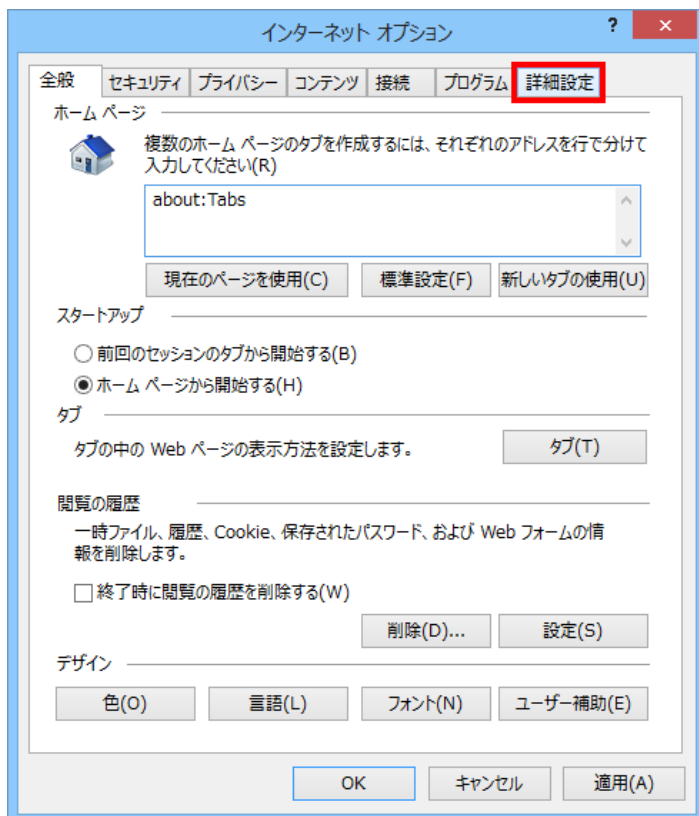 インターネット オプション
? ×
全般 セキュリティ プライバシー コンテンツ 接続 プログラム 詳細設定
ホーム ページ
複数のホーム ページのタブを作成するには、それぞれのアドレスを行で分けて
入力してください(R)
about:Tabs
現在のページを使用(C) 標準設定(F) 新しいタブの使用(U)
スタートアップ
前回のセッションのタブから開始する(B)
ホーム ページから開始する(H)
タブ
タブの中の Web ページの表示方法を設定します。 タブ(T)
閲覧の履歴
一時ファイル、履歴、Cookie、保存されたパスワード、および Web フォームの情
報を削除します。
終了時に閲覧の履歴を削除する(W)
削除(D)... 設定(S)
デザイン
色(O) 言語(L) フォント(N) ユーザー補助(E)
OK キャンセル 適用(A)